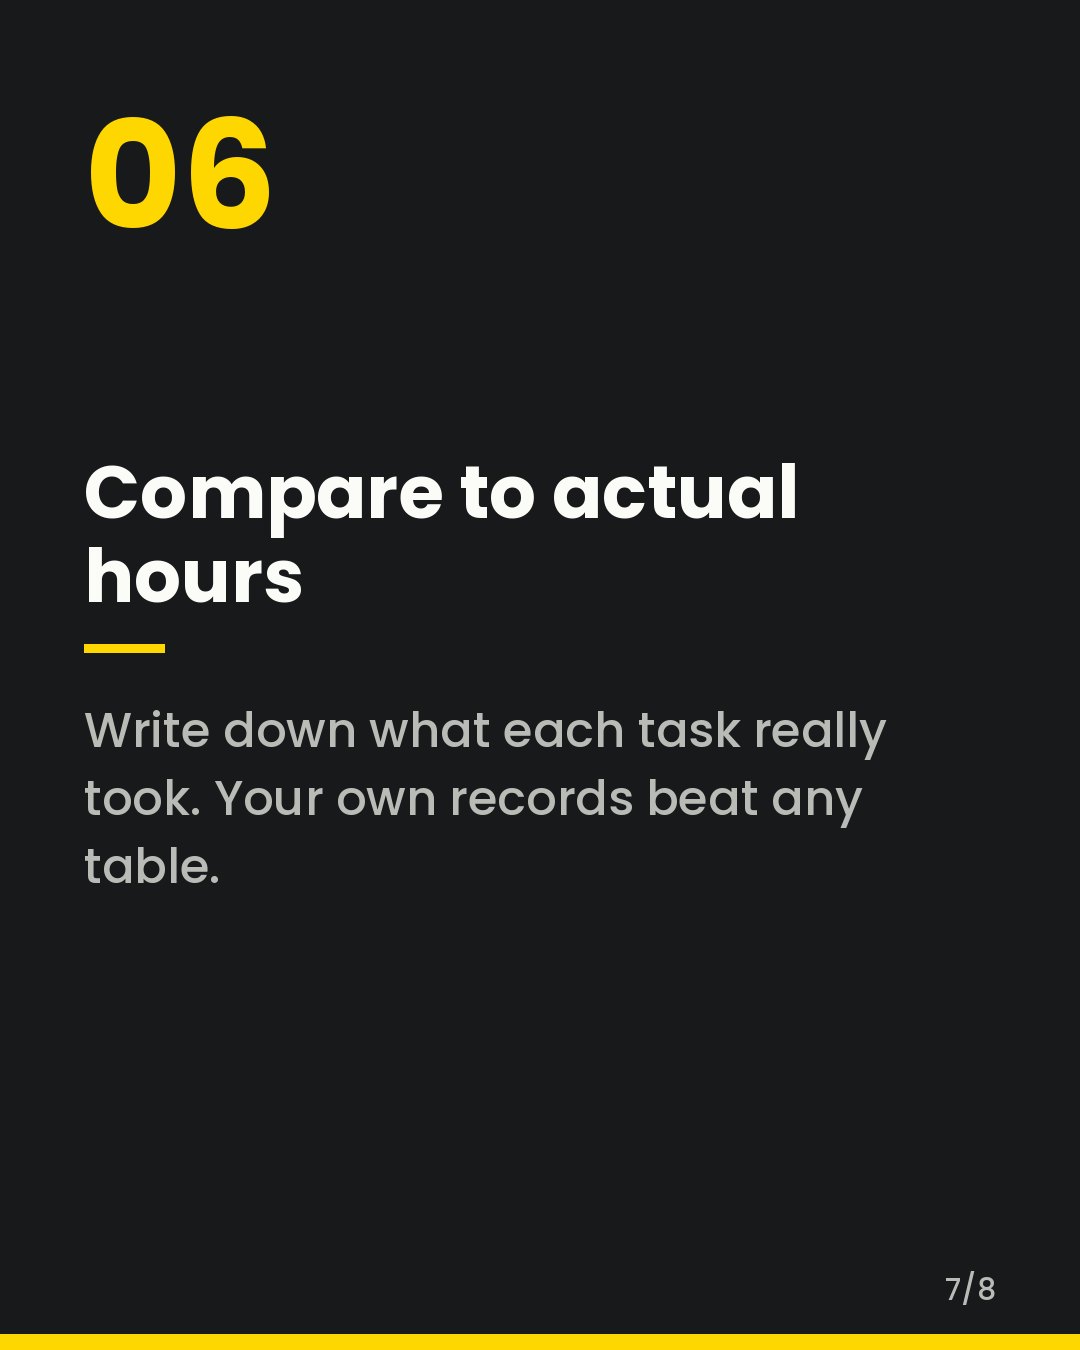 06
Compare to actual
hours
Write down what each task really
took. Your own records beat any
table.
7/8